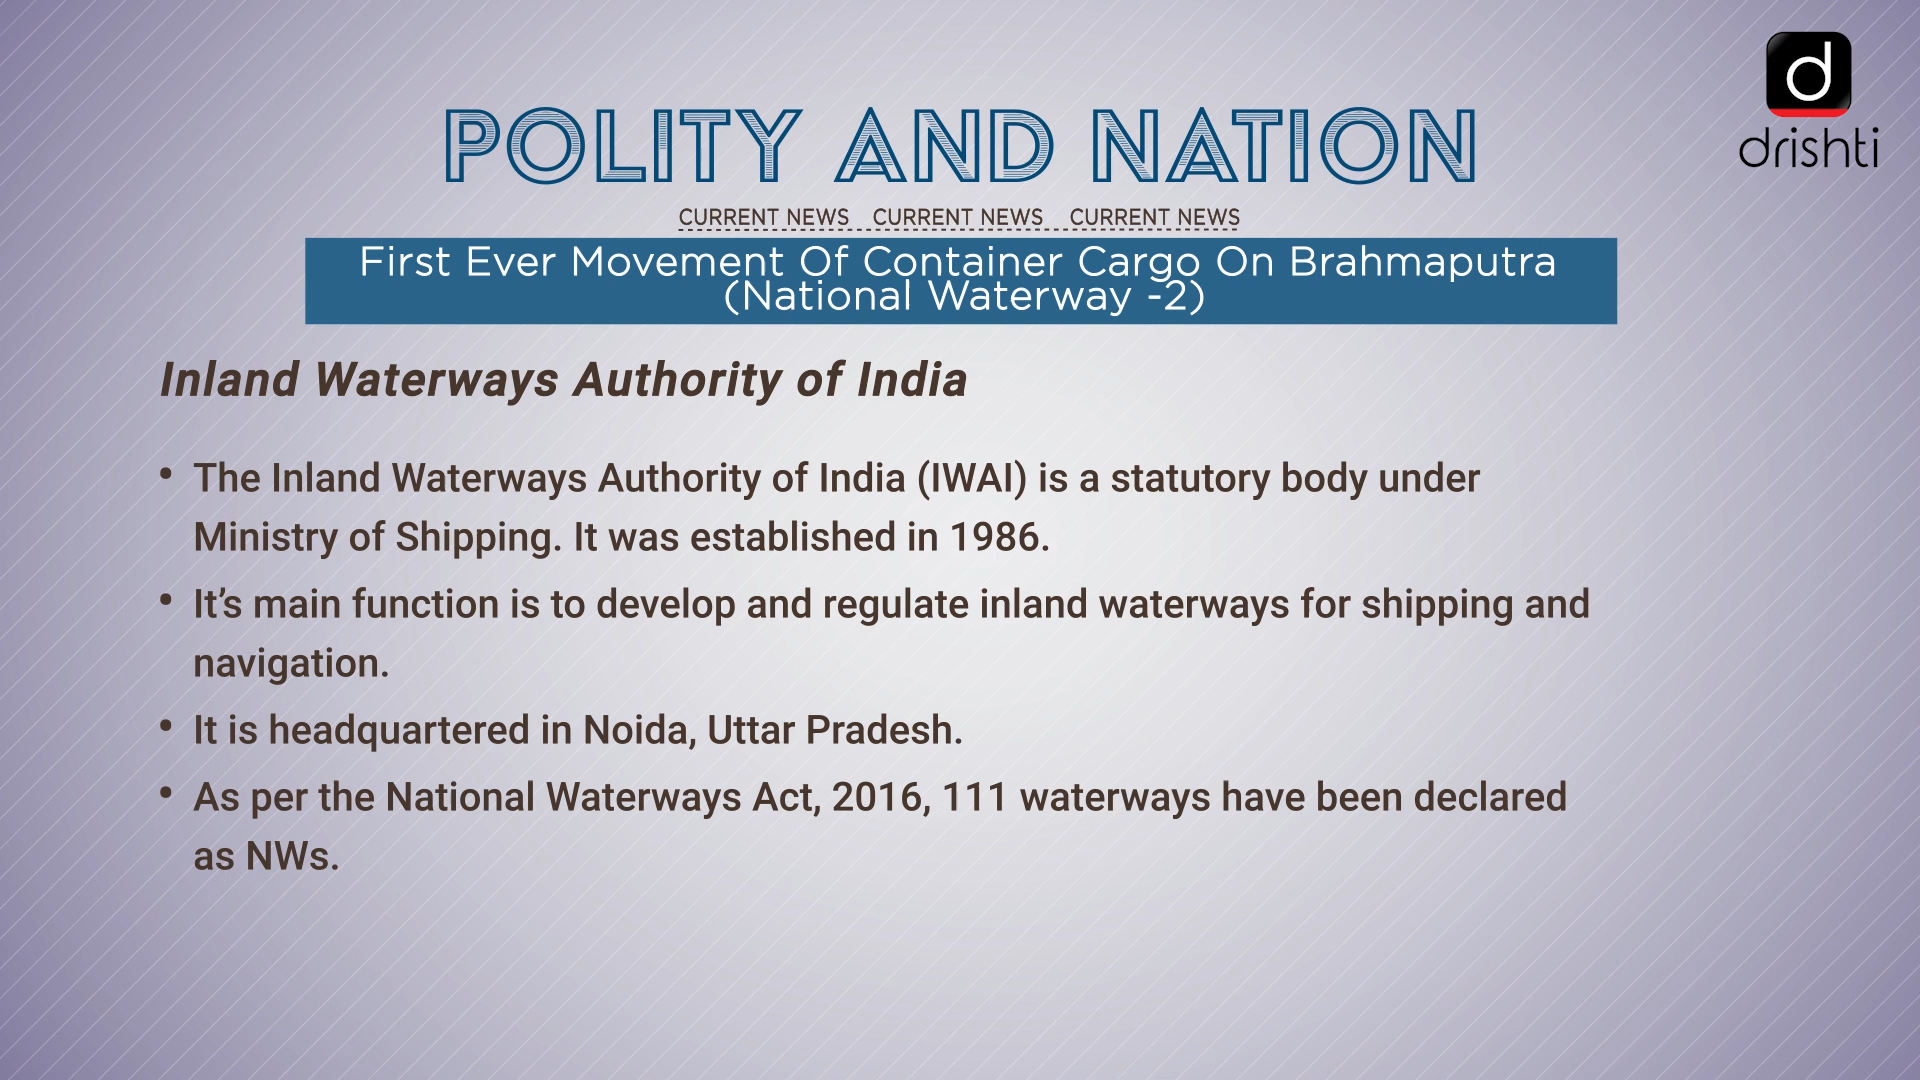 d
drishti
POLITY AND NATION
CURRENT NEWS CURRENT NEWS CURRENT NEWS
First Ever Movement Of Container Cargo On Brahmaputra
(National Waterway -2)
Inland Waterways Authority of India
• The Inland Waterways Authority of India (IWAI) is a statutory body under
Ministry of Shipping. It was established in 1986.
• It’s main function is to develop and regulate inland waterways for shipping and
navigation.
• It is headquartered in Noida, Uttar Pradesh.
• As per the National Waterways Act, 2016, 111 waterways have been declared
as NWs.